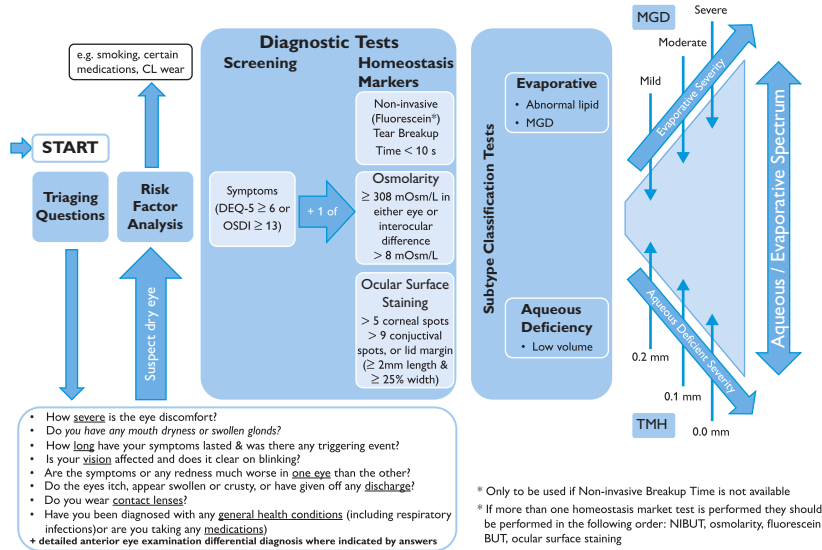 e.g. smoking, certain
medications, CL wear
START
Triaging
Questions
Risk
Factor
Analysis
Suspect dry eye
Diagnostic Tests
Screening
Homeostasis
Markers
Symptoms
(DEQ-5 ≥ 6 or
OSDI ≥ 13)
+ 1 of
Non-invasive
(Fluorescein*)
Tear Breakup
Time < 10 s
Osmolarity
≥ 308 mOsm/L in
either eye or
interocular
difference
> 8 mOsm/L
Ocular Surface
Staining
> 5 corneal spots
> 9 conjuctival
spots, or lid margin
(≥ 2mm length &
≥ 25% width)
Subtype Classification Tests
Evaporative
• Abnormal lipid
• MGD
Aqueous
Deficiency
• Low volume
MGD
Severe
Moderate
Mild
Evaporative Severity
Aqueous / Evaporative Spectrum
Aqueous Deficient Severity
0.2 mm
0.1 mm
0.0 mm
TMH
• How severe is the eye discomfort?
• Do you have any mouth dryness or swollen glonds?
• How long have your symptoms lasted & was there any triggering event?
• Is your vision affected and does it clear on blinking?
• Are the symptoms or any redness much worse in one eye than the other?
• Do the eyes itch, appear swollen or crusty, or have given off any discharge?
• Do you wear contact lenses?
• Have you been diagnosed with any general health conditions (including respiratory
infections)or are you taking any medications)
+ detailed anterior eye examination differential diagnosis where indicated by answers
* Only to be used if Non-invasive Breakup Time is not available
* If more than one homeostasis market test is performed they should
be performed in the following order: NIBUT, osmolarity, fluorescein
BUT, ocular surface staining